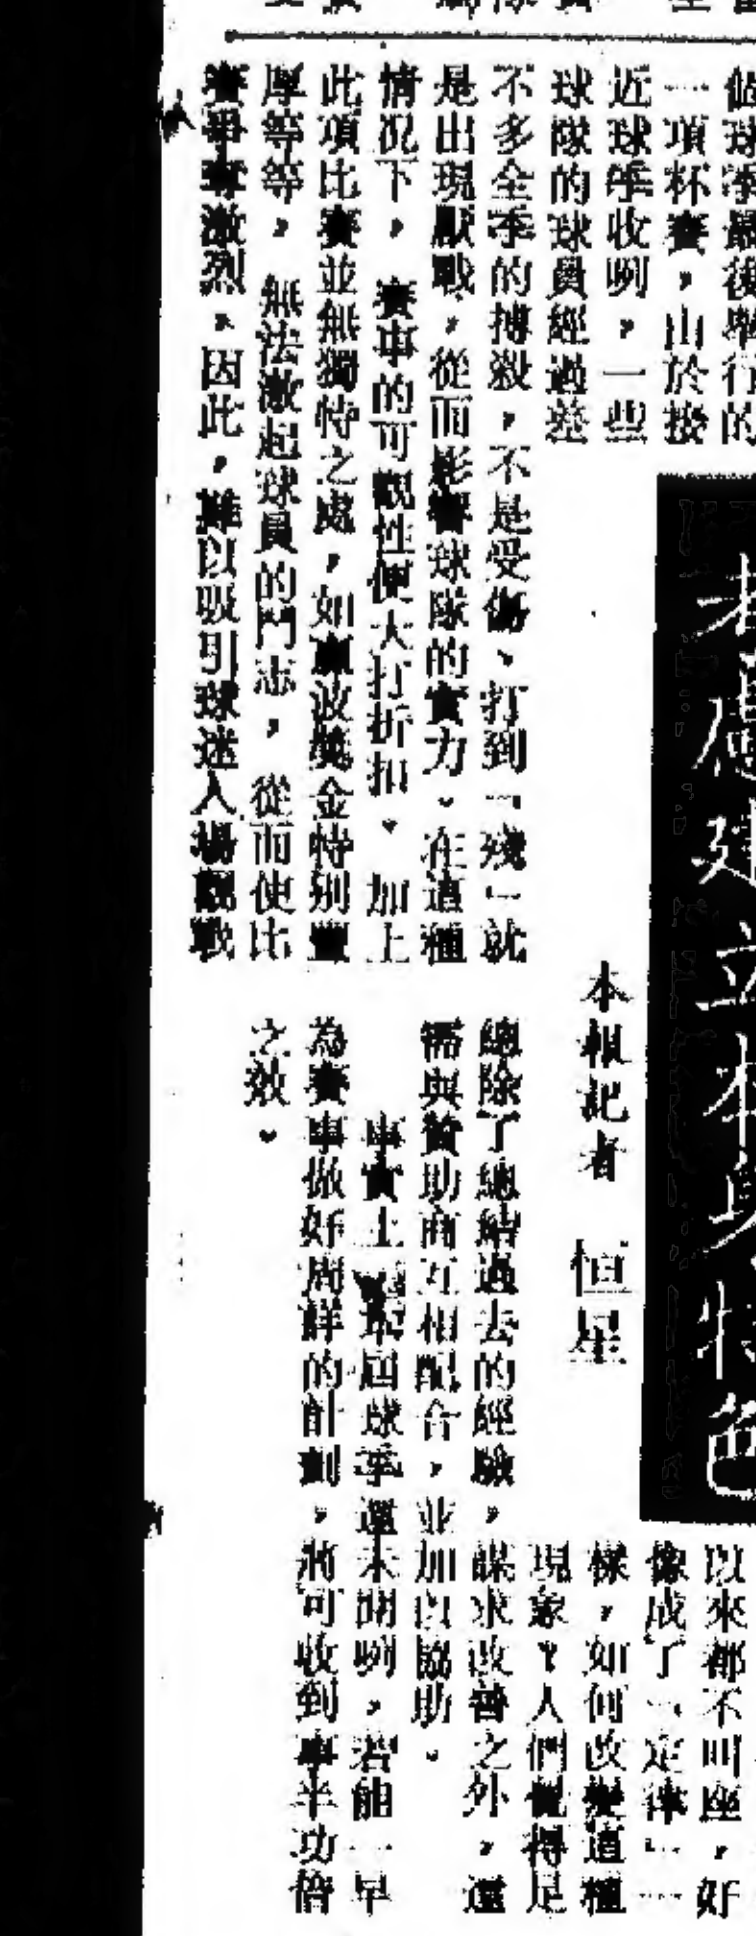 個球季最後舉行的
一項杯賽，由於接
近球季收咧，一些
球隊的球員經過差
不多全季的搏殺，不是受傷、打到「殘」就
是出現厭戰，從而影響球隊的實力。在這種
情況下，賽事的可觀性便大打折扣。加上
此項比賽並無獨特之處，如贏波獎金特別豐
厚等等，無法激起球員的鬥志，從而使比
賽爭奪激烈。因此，難以吸引球迷入場觀戰
建立本身特色
本報記者 恒星
以來都不叫座，好
像成了「定律」一
樣，如何改變這種
現象？人們覺得足
總除了總結過去的經驗，謀求改善之外，還
需與贊助商互相配合，並加以協助。
事實上，本屆球季還未開咧，若能一早
為賽事做好周詳的計劃，將可收到事半功倍
之效。